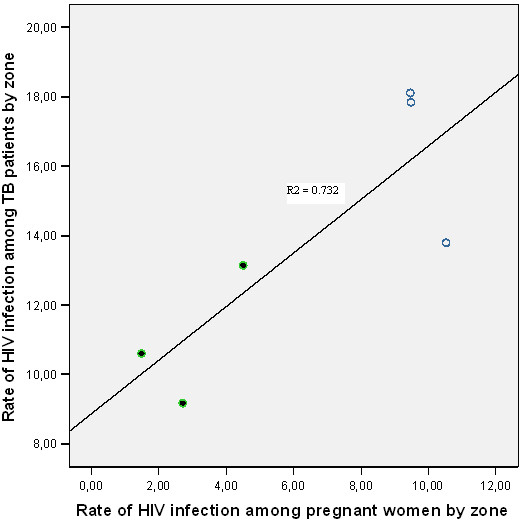 Rate of HIV infection among TB patients by zone
20,00
18,00
16,00
14,00
12,00
10,00
8,00
R2 = 0.732
0,00 2,00 4,00 6,00 8,00 10,00 12,00
Rate of HIV infection among pregnant women by zone